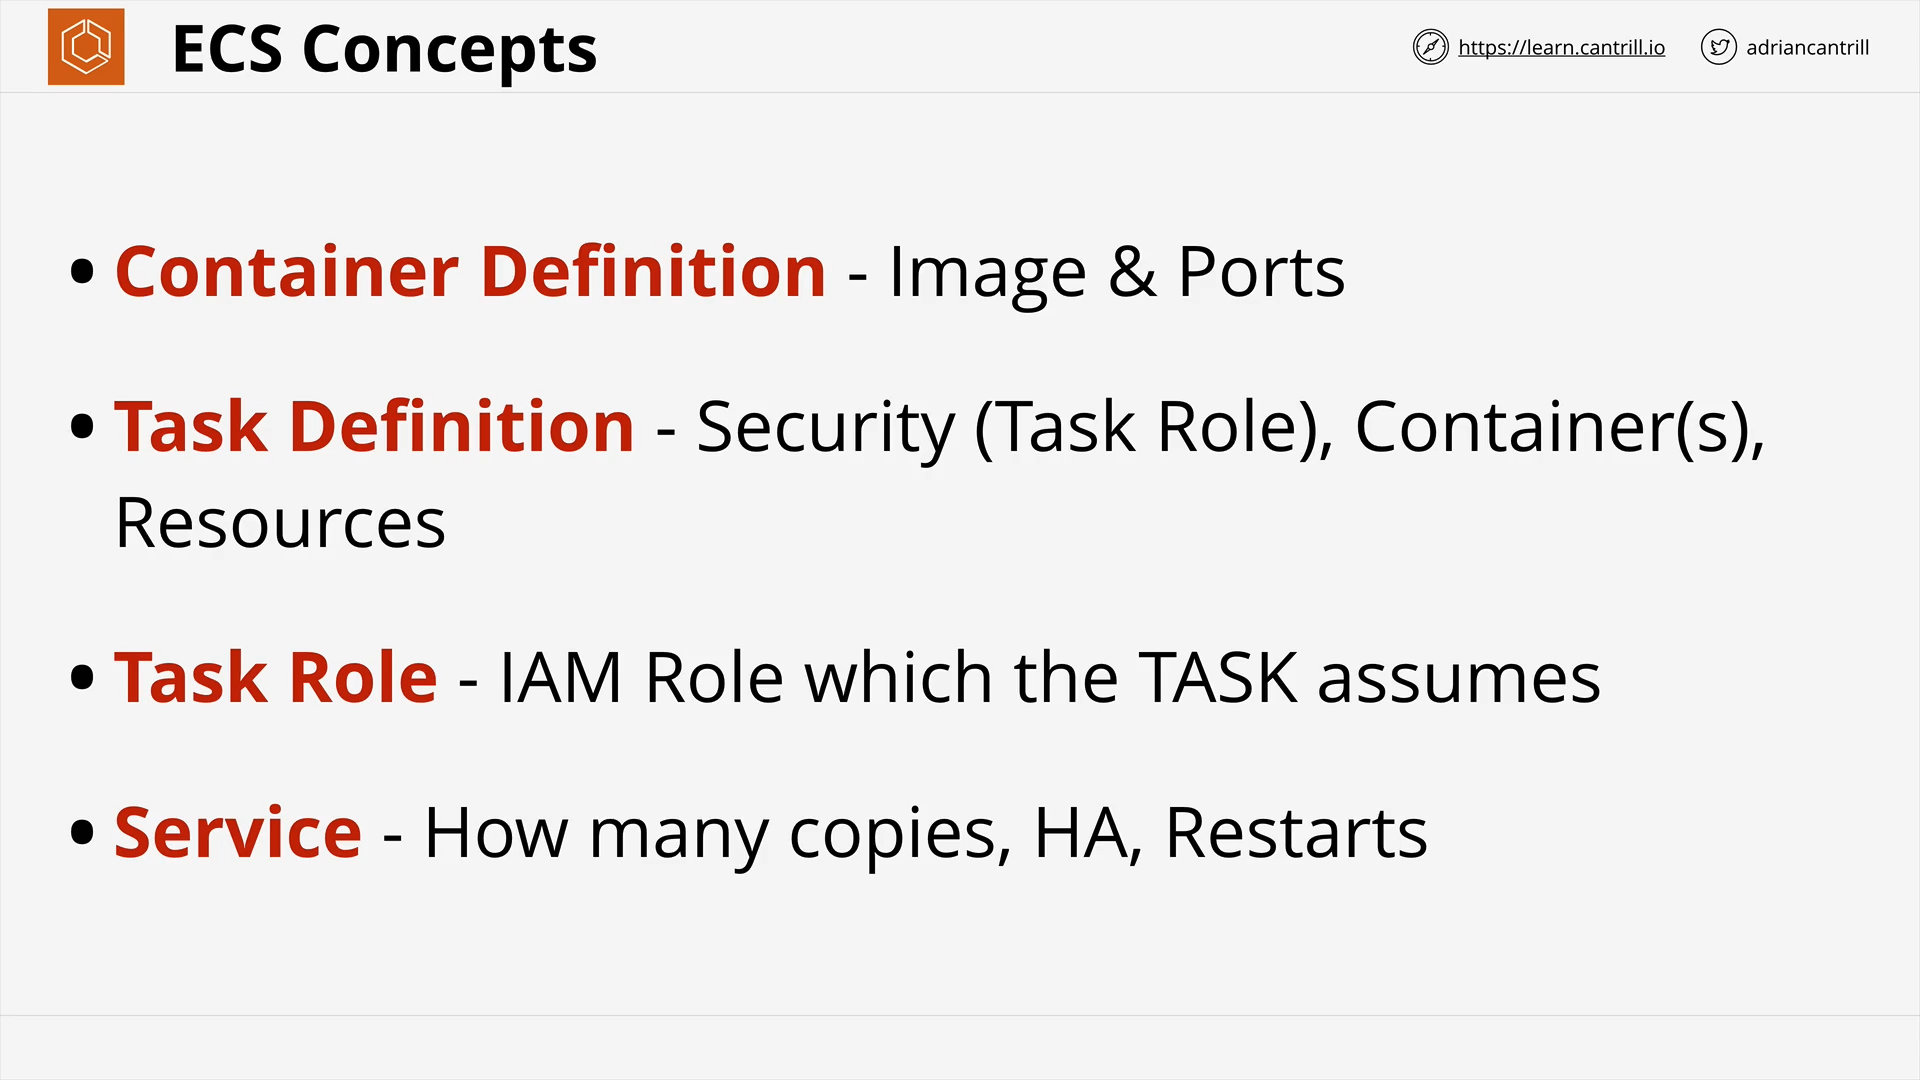 ECS Concepts
https://learn.cantrill.io
adriancantrill
• Container Definition - Image & Ports
• Task Definition - Security (Task Role), Container(s),
Resources
• Task Role - IAM Role which the TASK assumes
• Service - How many copies, HA, Restarts